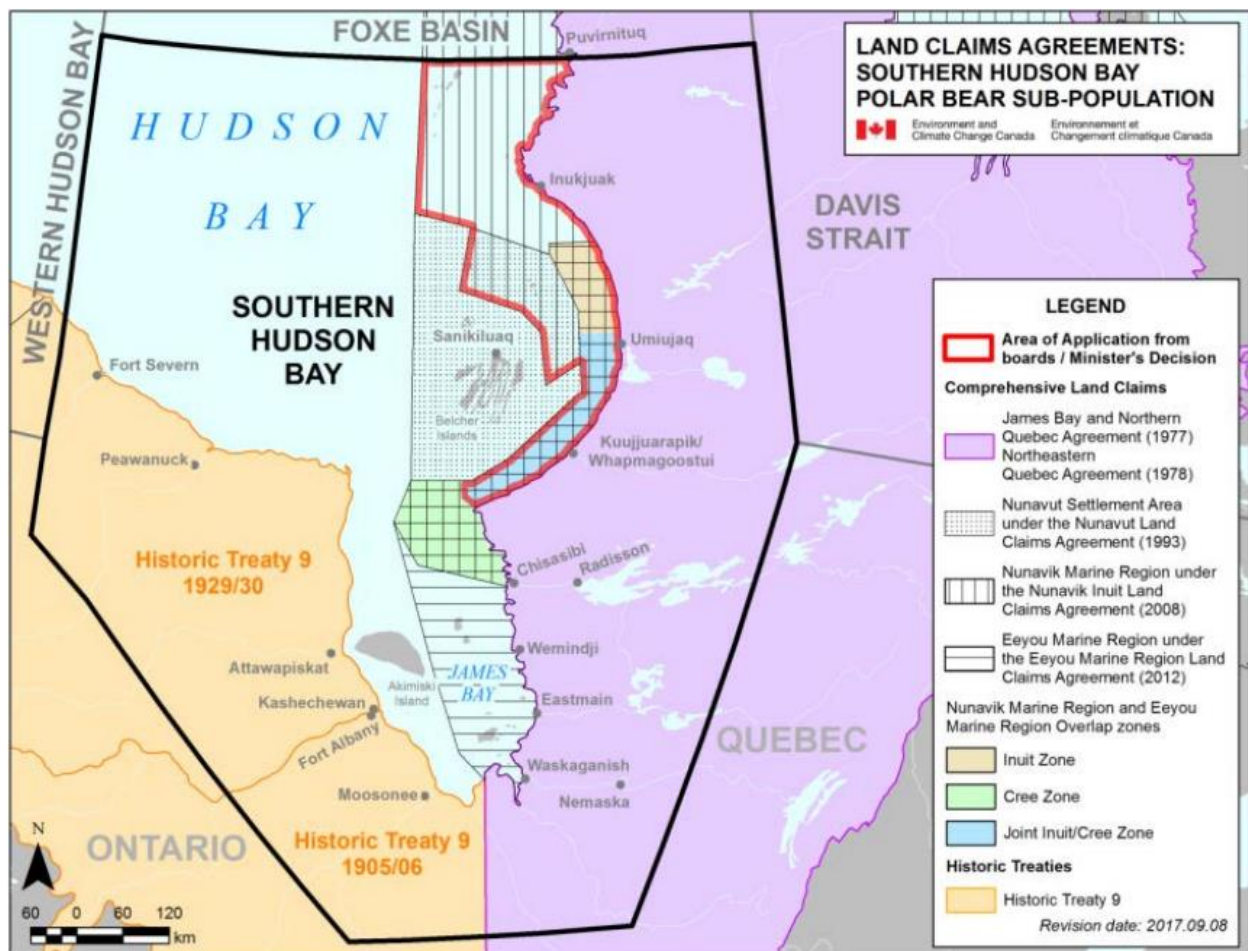 FOXE BASIN
Puvirnituq
WESTERN HUDSON BAY
HUDSON
BAY
Inukjuak
DAVIS
STRAIT
SOUTHERN
HUDSON
BAY
Sanikiluaq
Umiujaq
Fort Severn
Belcher
Islands
Kuujjuarapik/
Whapmagoostui
Peawanuck
Historic Treaty 9
1929/30
Chisasibi
Radisson
Attawapiskat
Akimiski
Island
JAMES
BAY
Wemindji
Kashechewan
Eastmain
Fort Albany
QUEBEC
Waskaganish
Moosonee
Nemaska
ONTARIO
Historic Treaty 9
1905/06
N
60 0 60 120
km
LAND CLAIMS AGREEMENTS:
SOUTHERN HUDSON BAY
POLAR BEAR SUB-POPULATION
Environment and
Climate Change Canada
Environnement et
Changement climatique Canada
LEGEND
Area of Application from
boards / Minister's Decision
Comprehensive Land Claims
James Bay and Northern
Quebec Agreement (1977)
Northeastern
Quebec Agreement (1978)
Nunavut Settlement Area
under the Nunavut Land
Claims Agreement (1993)
Nunavik Marine Region under
the Nunavik Inuit Land
Claims Agreement (2008)
Eeyou Marine Region under
the Eeyou Marine Region Land
Claims Agreement (2012)
Nunavik Marine Region and Eeyou
Marine Region Overlap zones
Inuit Zone
Cree Zone
Joint Inuit/Cree Zone
Historic Treaties
Historic Treaty 9
Revision date: 2017.09.08